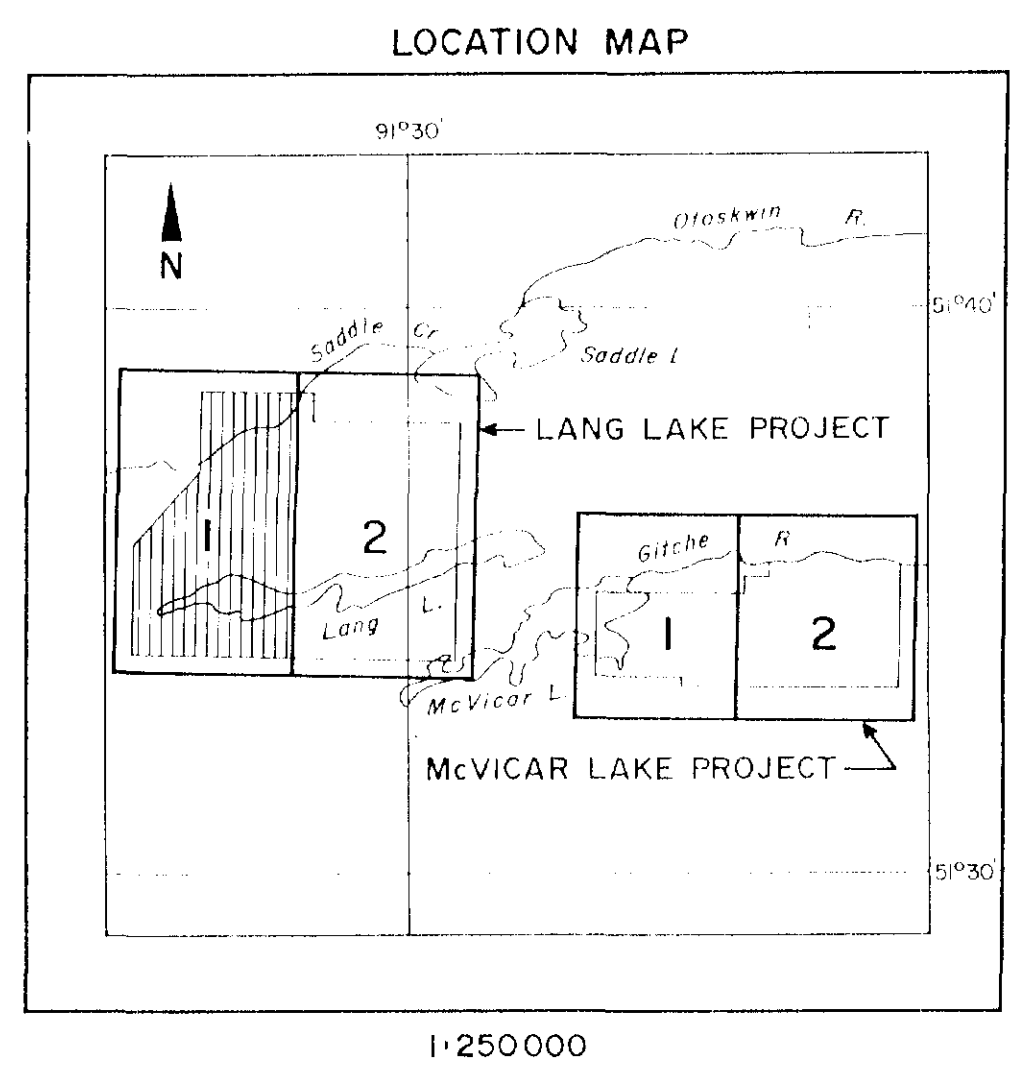 LOCATION MAP
91°30'
N
Otoskwin R.
51°40'
Saddle Cr
Saddle L
LANG LAKE PROJECT
1
2
Gitche R
Lang L.
1
2
McVicar L.
McVICAR LAKE PROJECT
51°30'
1:250000